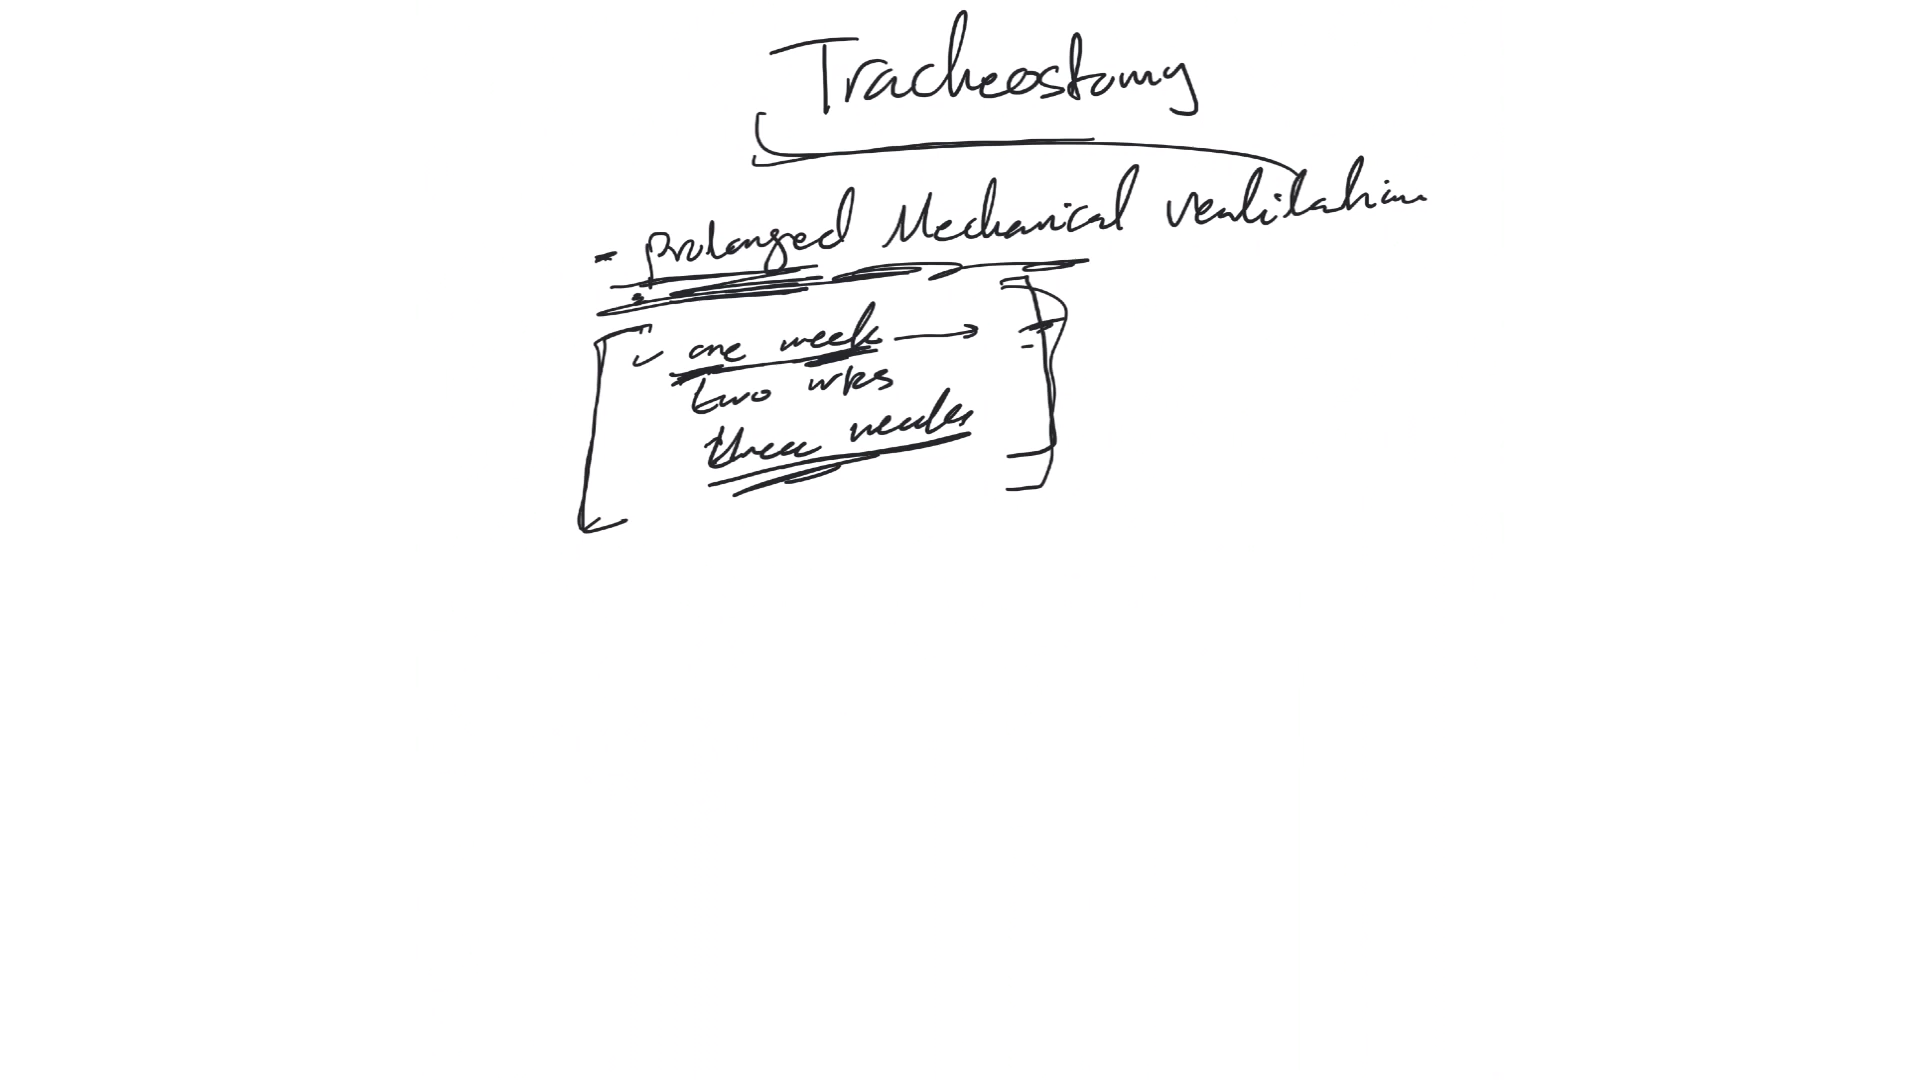 Tracheostomy
- prolonged Mechanical Ventilation
✓ one week →
two wks
three weeks